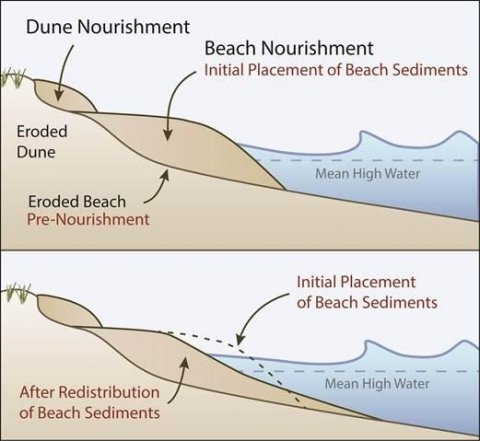 Dune Nourishment
Beach Nourishment
Initial Placement of Beach Sediments
Eroded
Dune
Mean High Water
Eroded Beach
Pre-Nourishment
Initial Placement
of Beach Sediments
Mean High Water
After Redistribution
of Beach Sediments